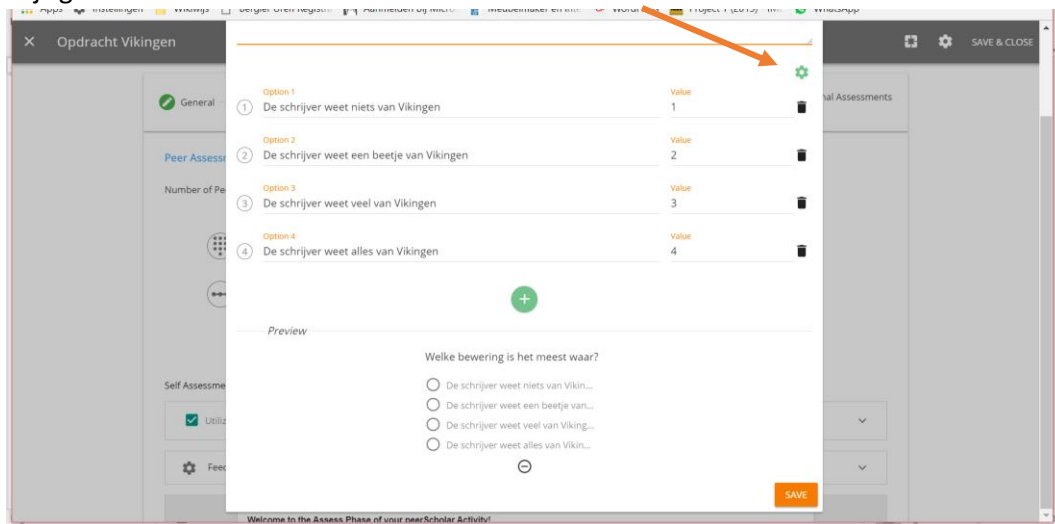 Opdracht Vikingen
SAVE & CLOSE
General
nal Assessments
Option 1
De schrijver weet niets van Vikingen
Value
1
Option 2
De schrijver weet een beetje van Vikingen
Value
2
Option 3
De schrijver weet veel van Vikingen
Value
3
Option 4
De schrijver weet alles van Vikingen
Value
4
Peer Assess
Number of Pe
Preview
Welke bewering is het meest waar?
De schrijver weet niets van Vikin...
De schrijver weet een beetje van...
De schrijver weet veel van Viking...
De schrijver weet alles van Vikin...
Self Assessme
Utiliz
Feed
SAVE
Welcome to the Assess Phase of your peerScholar Activity!